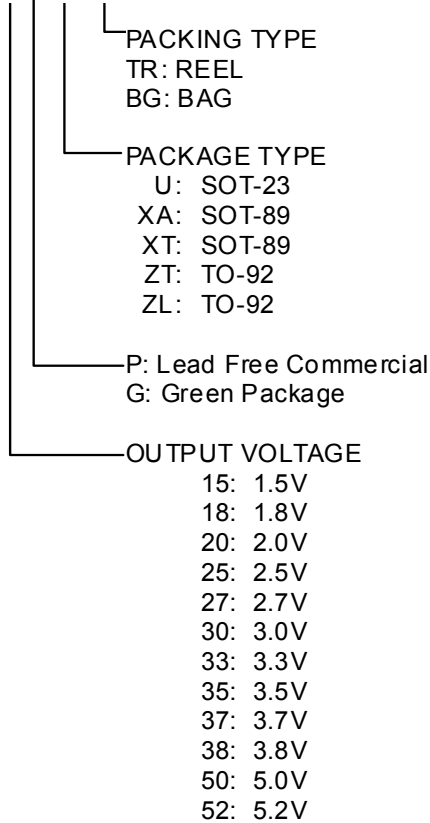 PACKING TYPE
TR: REEL
BG: BAG
PACKAGE TYPE
U: SOT-23
XA: SOT-89
XT: SOT-89
ZT: TO-92
ZL: TO-92
P: Lead Free Commercial
G: Green Package
OUTPUT VOLTAGE
15: 1.5V
18: 1.8V
20: 2.0V
25: 2.5V
27: 2.7V
30: 3.0V
33: 3.3V
35: 3.5V
37: 3.7V
38: 3.8V
50: 5.0V
52: 5.2V